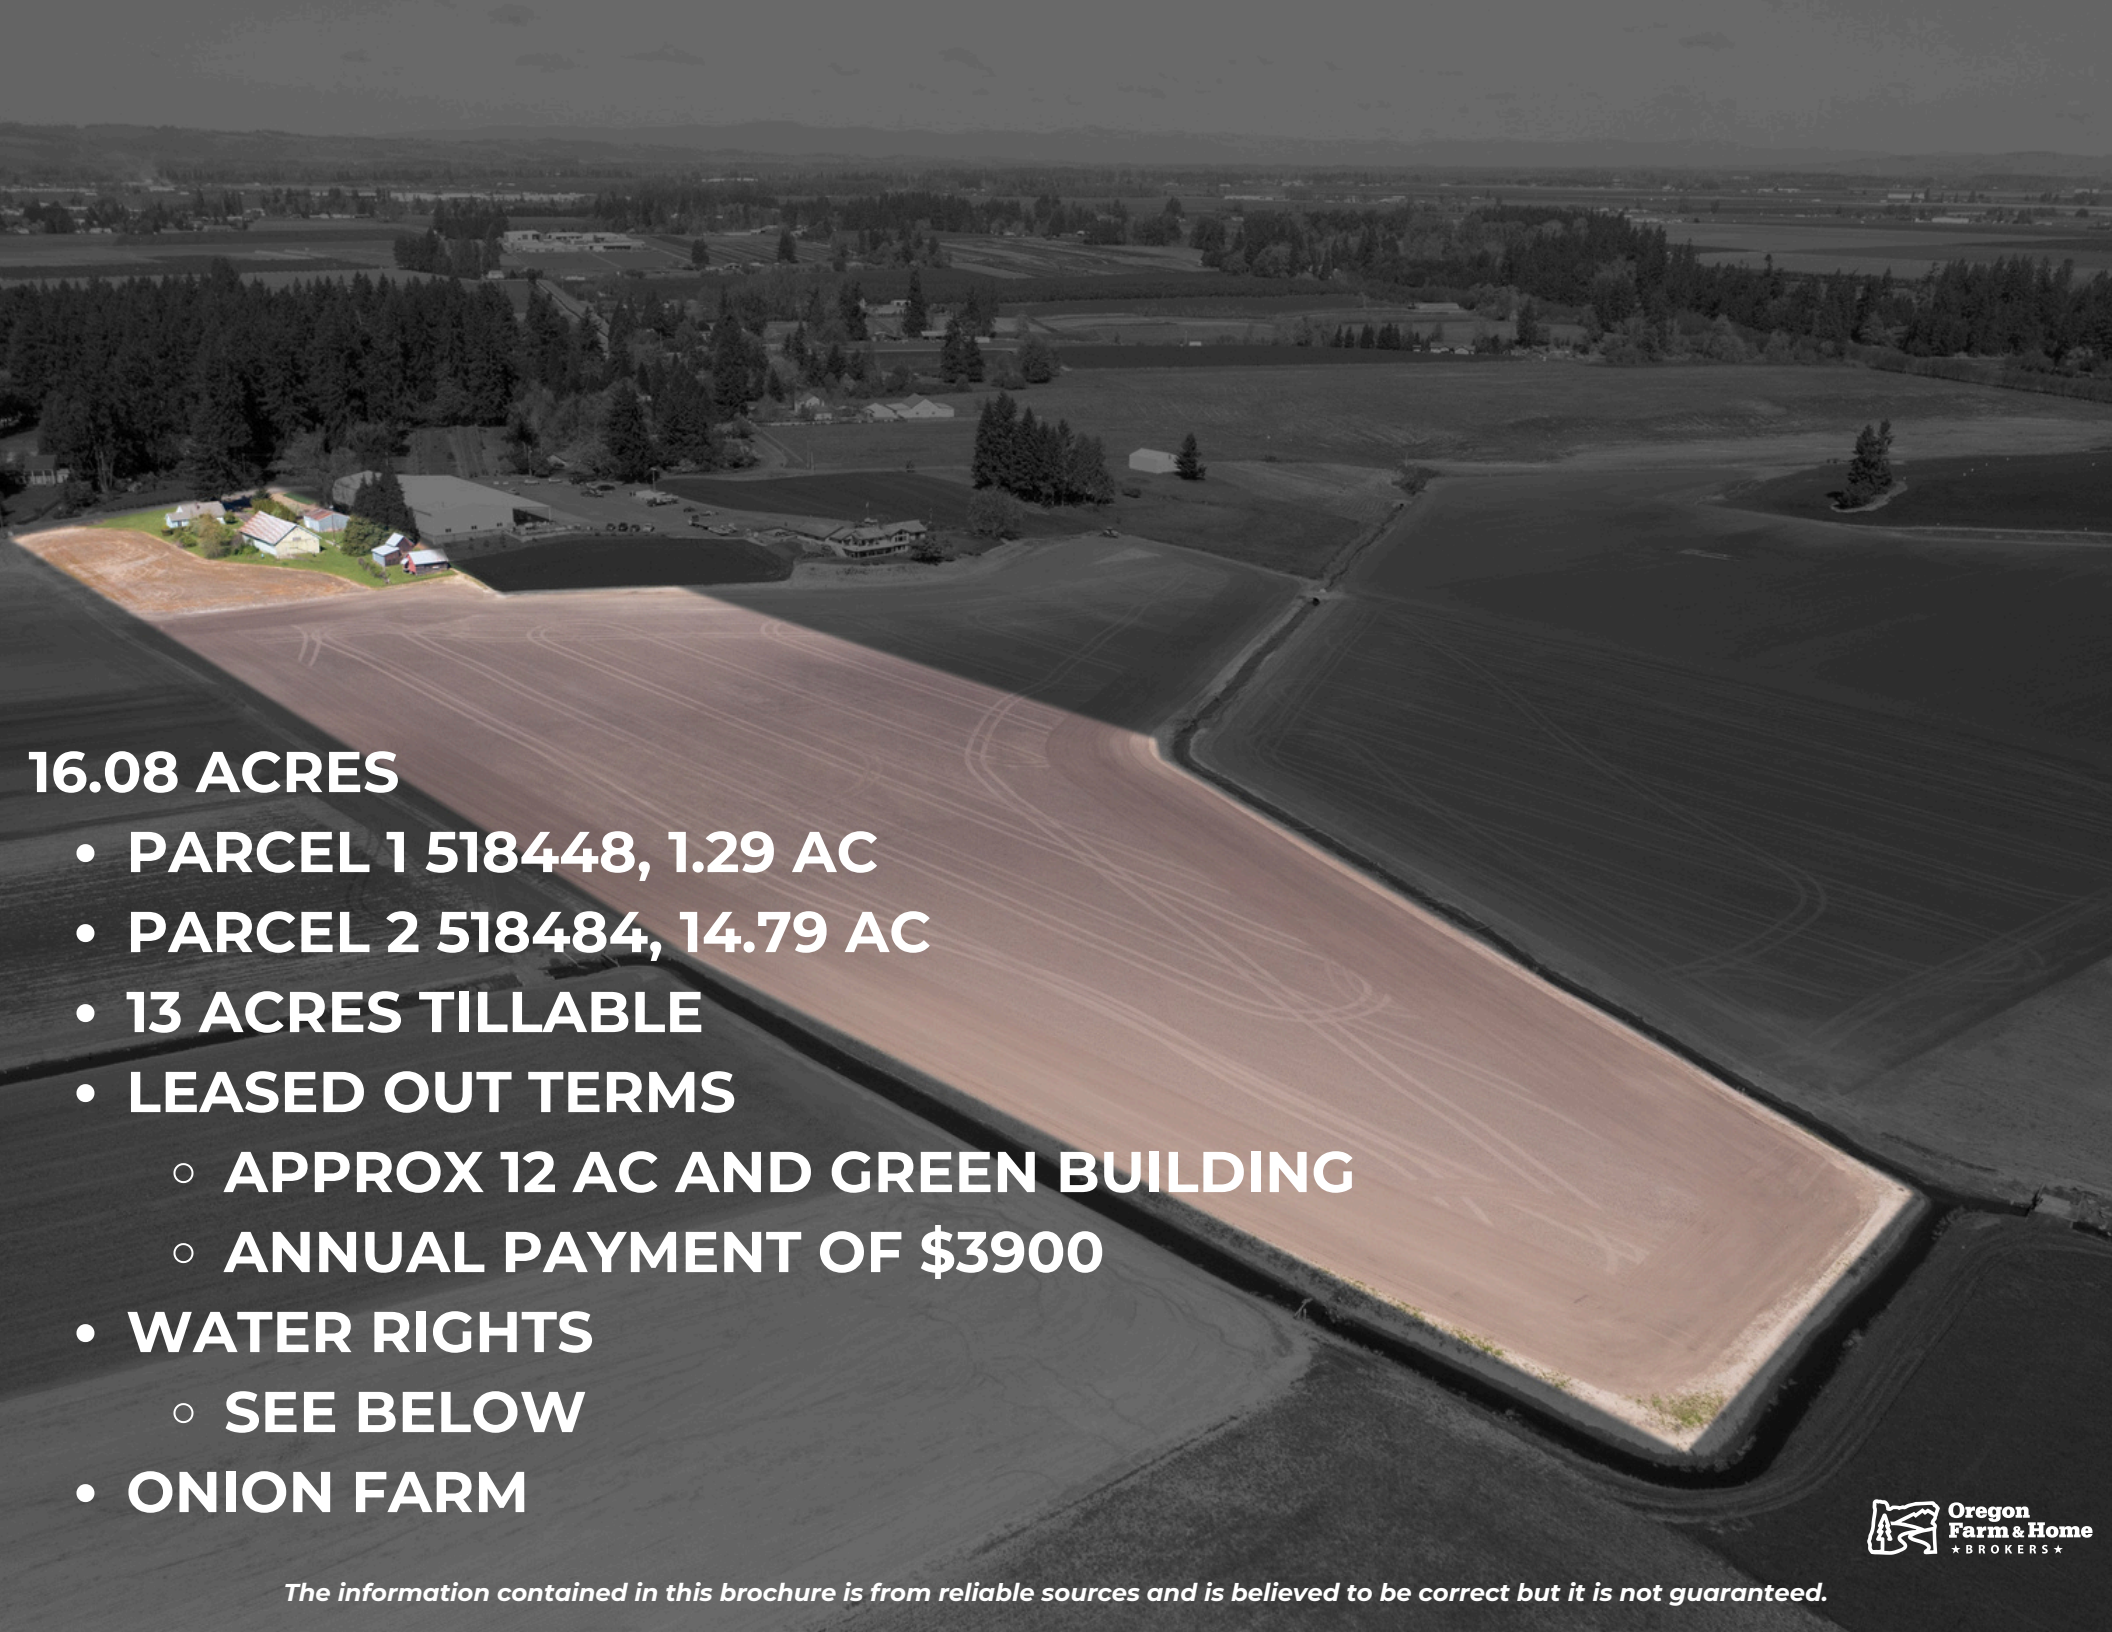 16.08 ACRES
• PARCEL 1 518448, 1.29 AC
• PARCEL 2 518484, 14.79 AC
• 13 ACRES TILLABLE
• LEASED OUT TERMS
○ APPROX 12 AC AND GREEN BUILDING
○ ANNUAL PAYMENT OF $3900
• WATER RIGHTS
○ SEE BELOW
• ONION FARM
Oregon
Farm & Home
★BROKERS★
The information contained in this brochure is from reliable sources and is believed to be correct but it is not guaranteed.